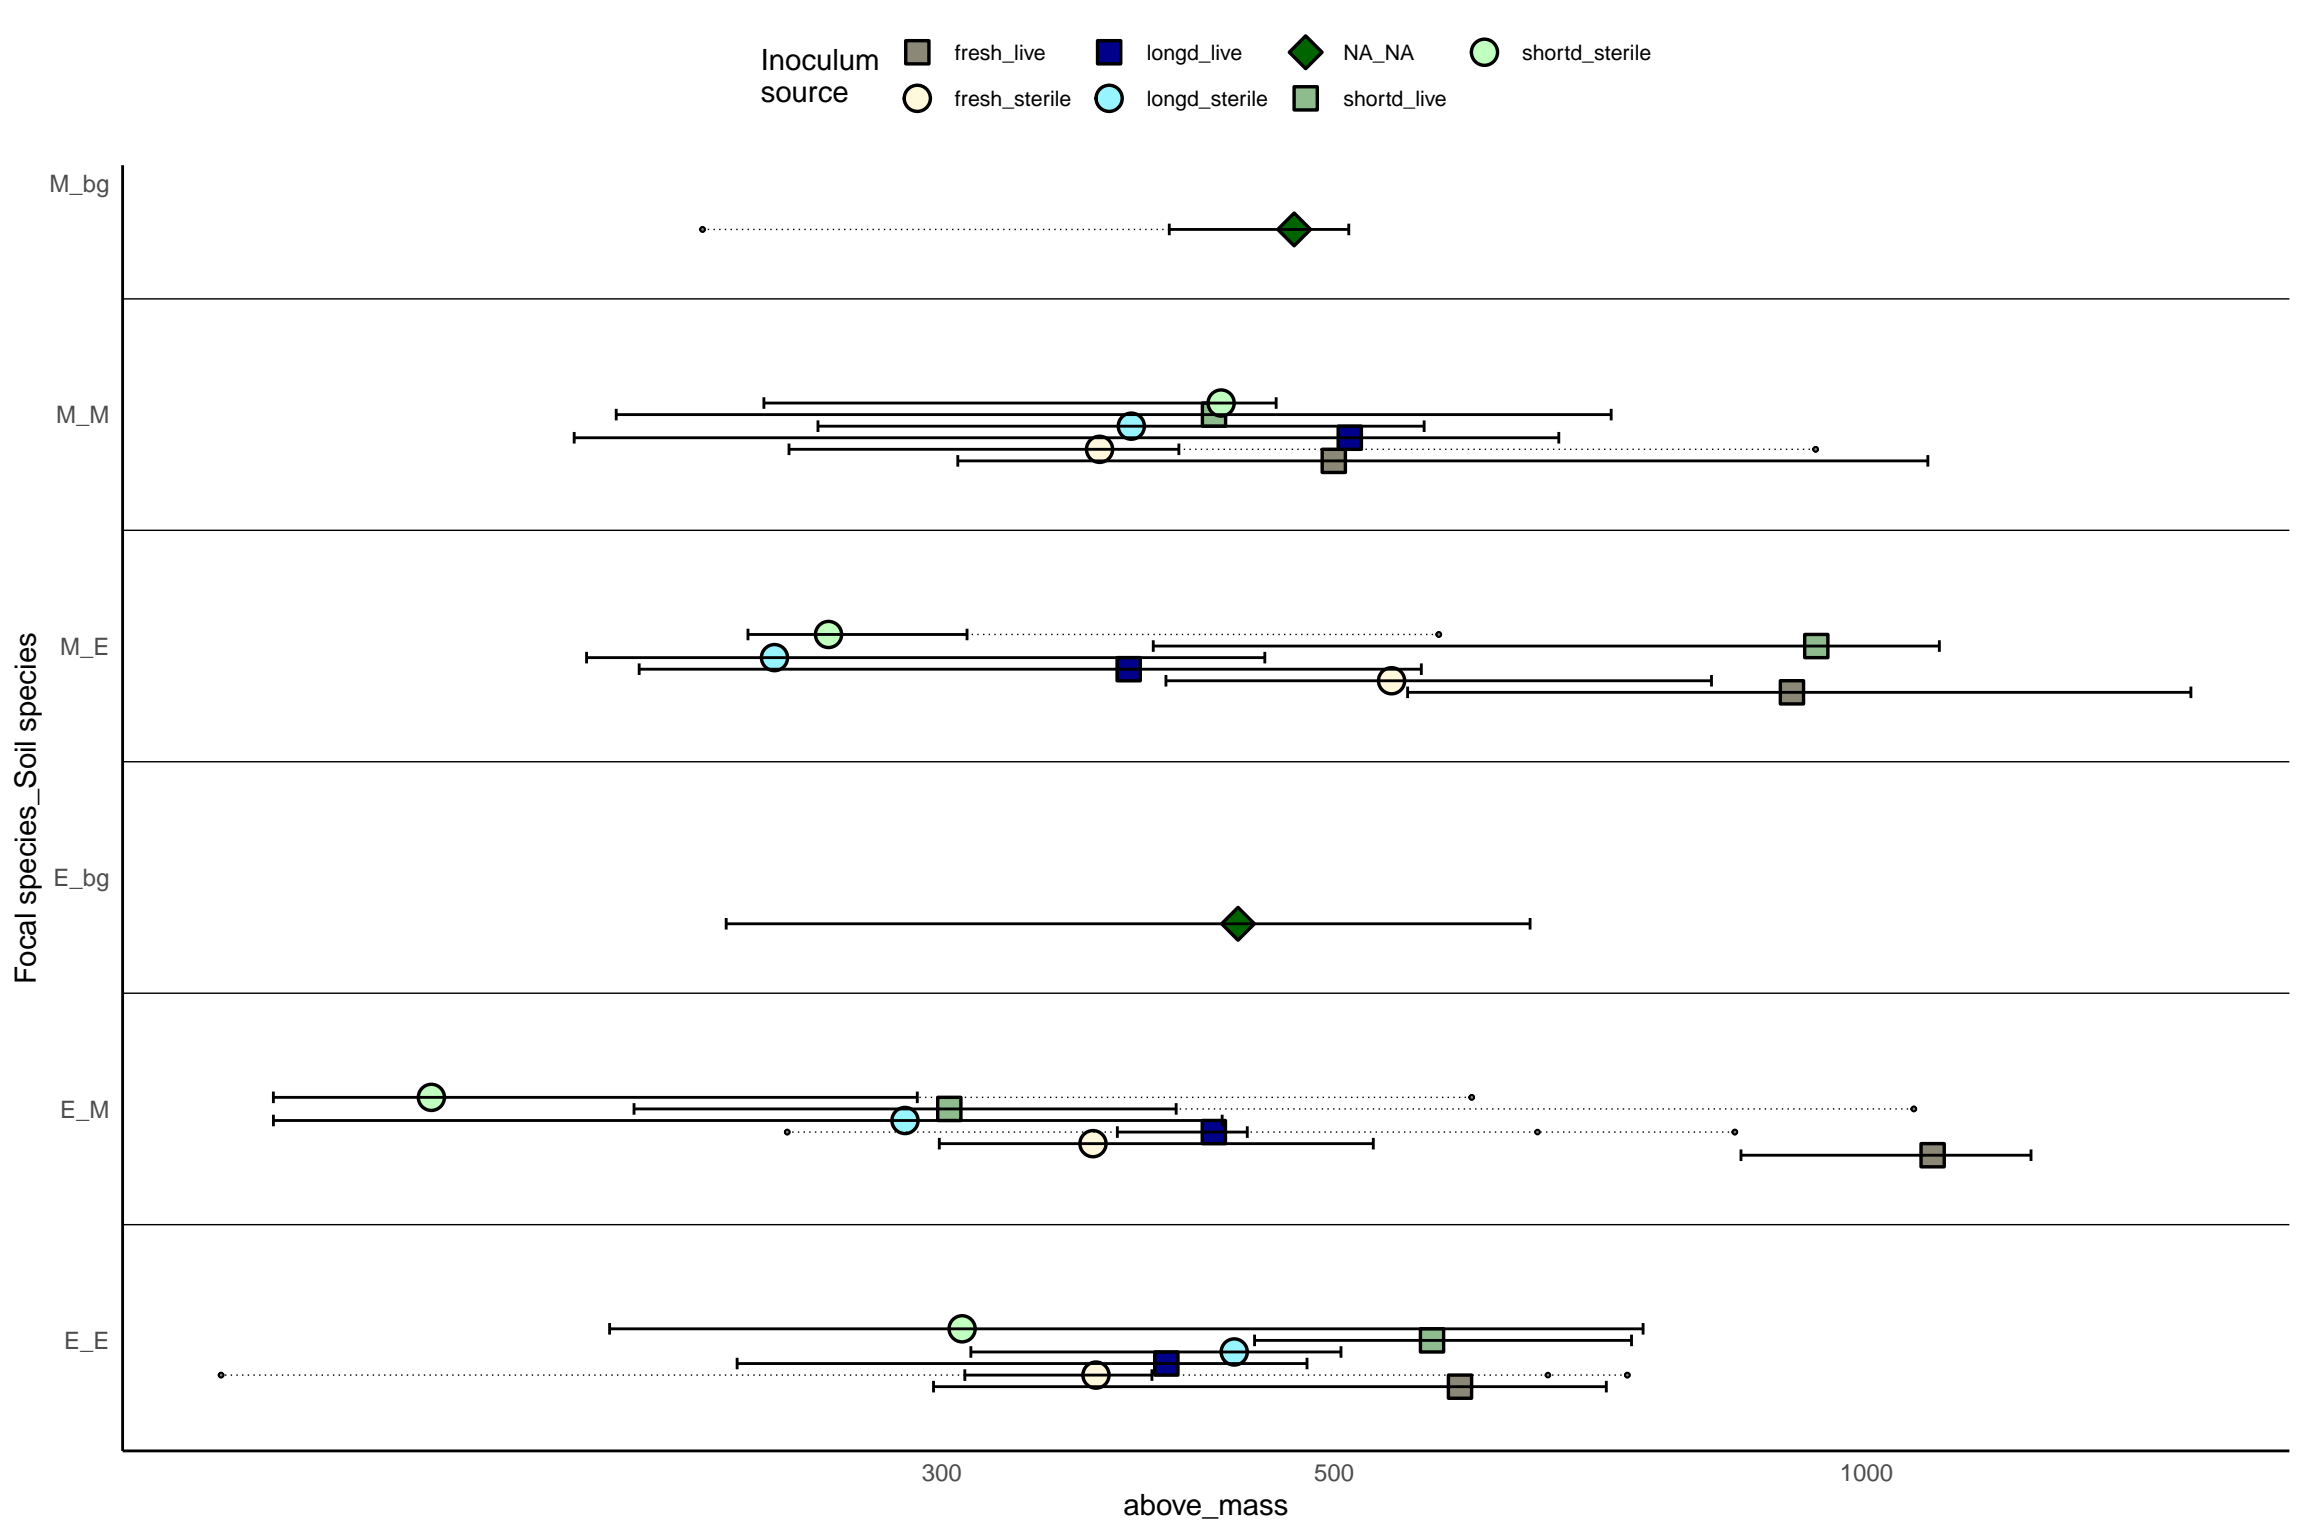 Inoculum
source
fresh_live
longd_live
NA_NA
shortd_sterile
fresh_sterile
longd_sterile
shortd_live
M_bg
M_M
M_E
E_bg
E_M
E_E
Focal species_Soil species
300
500
1000
above_mass